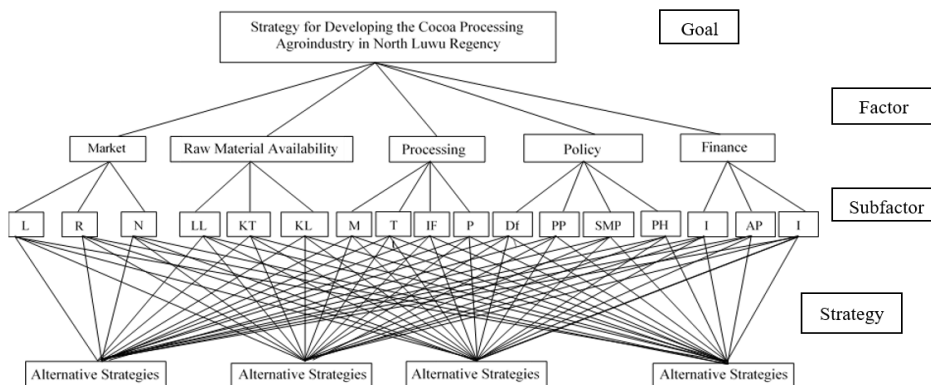 Strategy for Developing the Cocoa Processing
Agroindustry in North Luwu Regency
Goal
Factor
Market
Raw Material Availability
Processing
Policy
Finance
Subfactor
L
R
N
LL
KT
KL
M
T
IF
P
Df
PP
SMP
PH
I
AP
I
Strategy
Alternative Strategies
Alternative Strategies
Alternative Strategies
Alternative Strategies